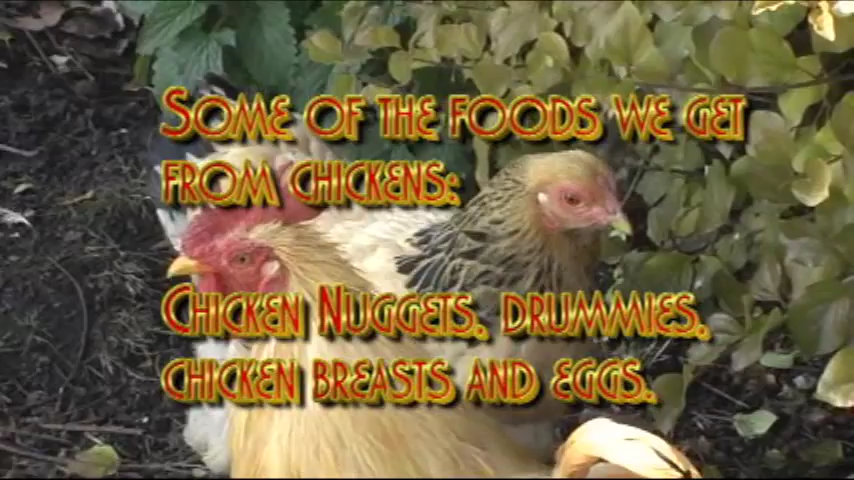 Some of the foods we get
from chickens:
Chicken Nuggets, drummies,
chicken breasts and eggs.